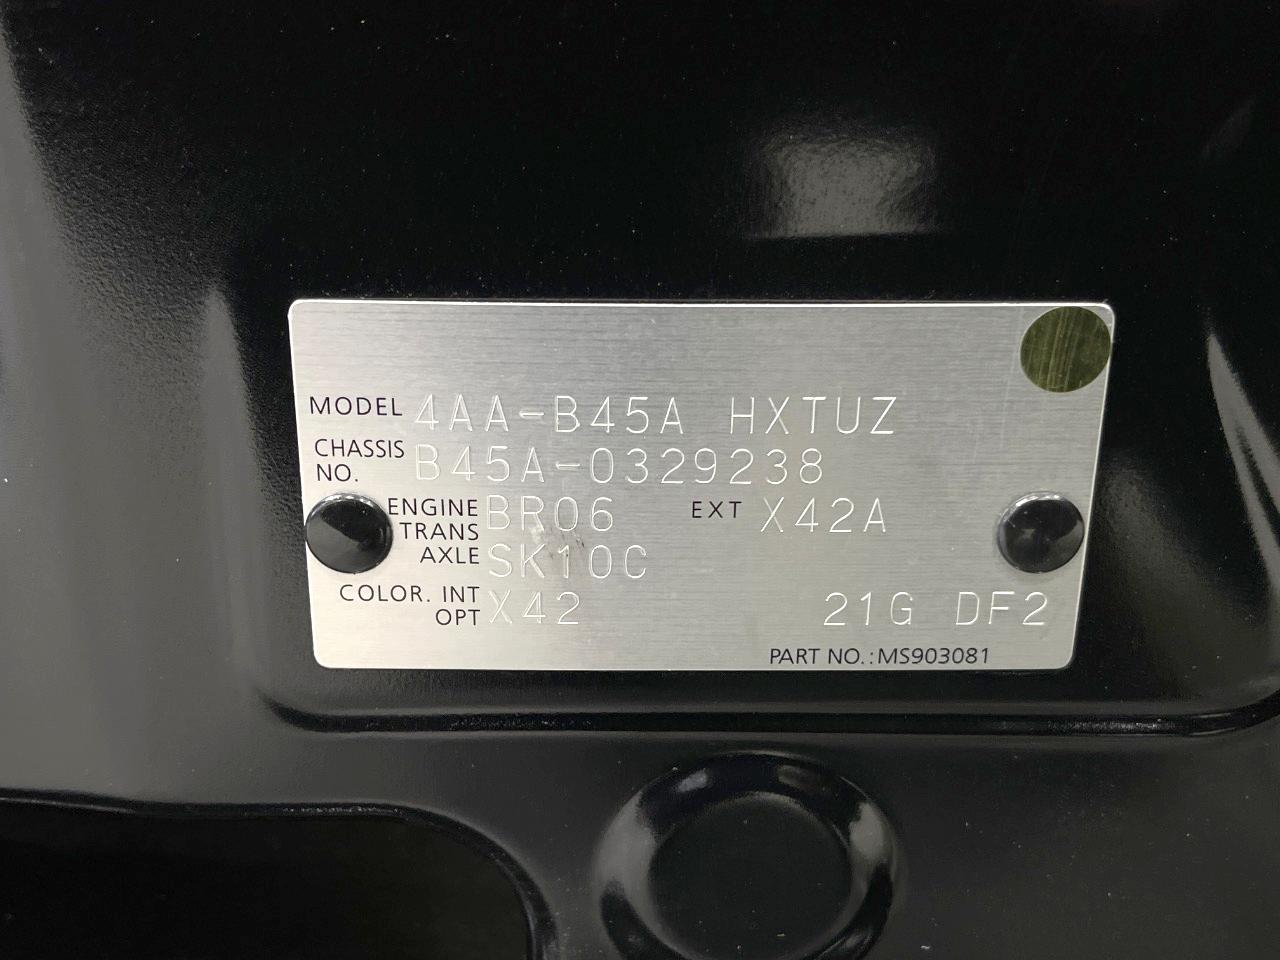 MODEL 4AA-B45A HXTUZ
CHASSIS NO. B45A-0329238
ENGINE BR06 EXT X42A
TRANS AXLE SK10C
COLOR. INT OPT X42 21G DF2
PART NO.:MS903081